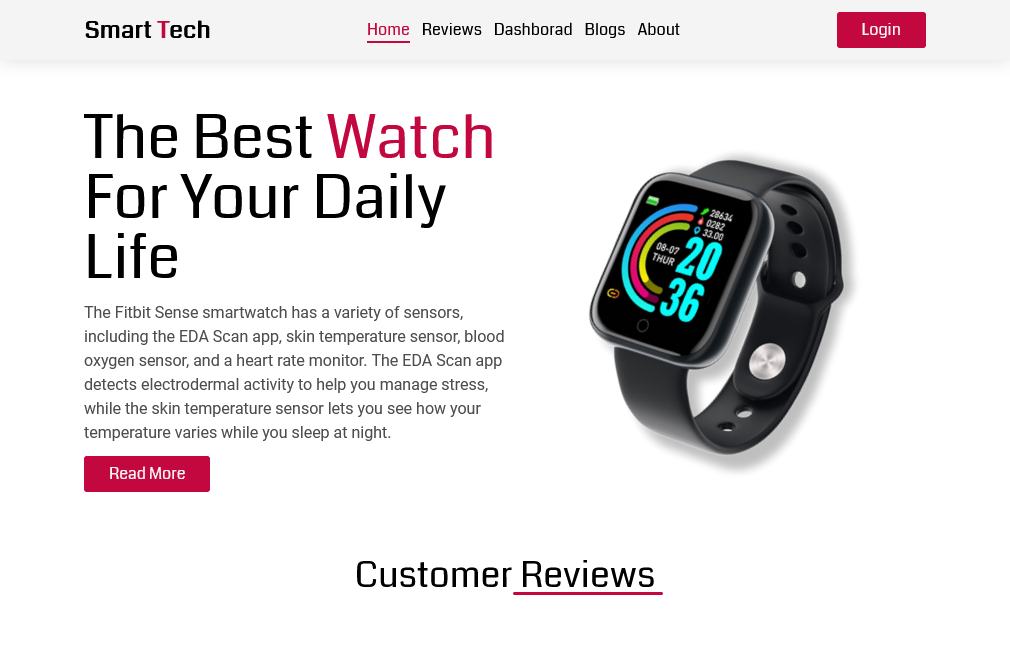 Smart Tech
Home Reviews Dashborad Blogs About
Login
The Best Watch
For Your Daily
Life
The Fitbit Sense smartwatch has a variety of sensors,
including the EDA Scan app, skin temperature sensor, blood
oxygen sensor, and a heart rate monitor. The EDA Scan app
detects electrodermal activity to help you manage stress,
while the skin temperature sensor lets you see how your
temperature varies while you sleep at night.
Read More
28634
0282
33.00
08-07
THUR
20
36
Customer Reviews